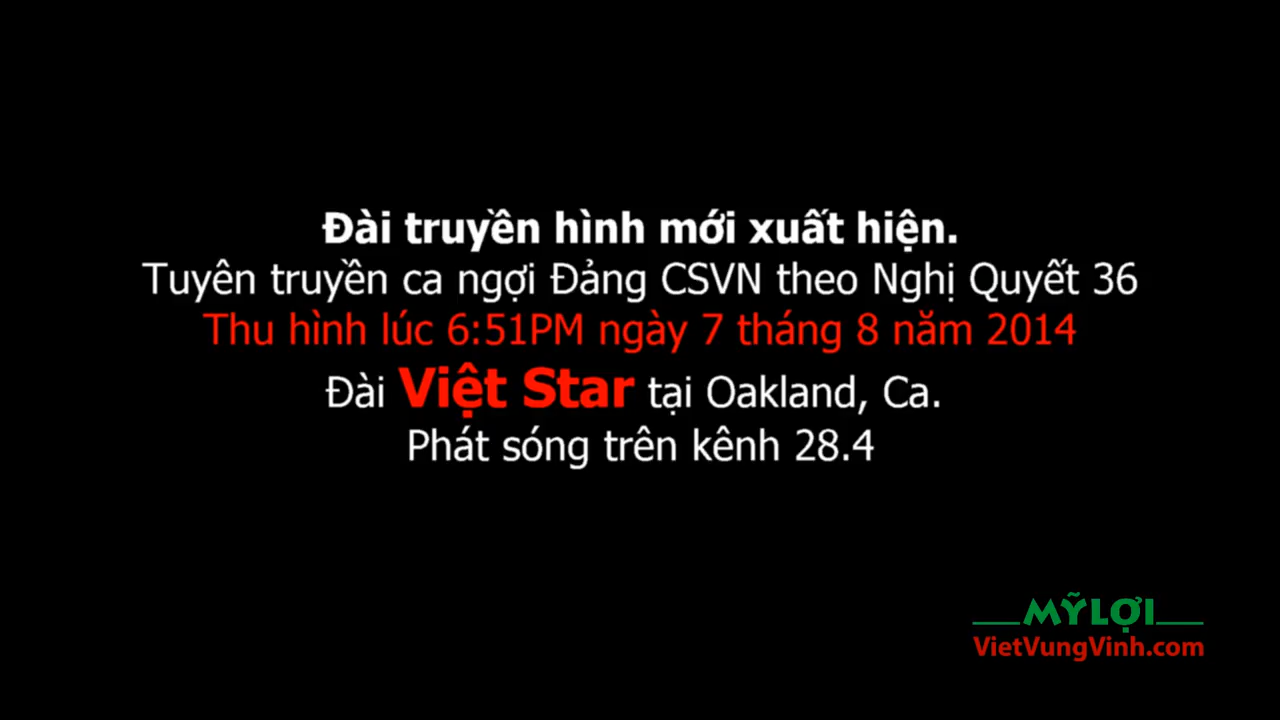 Đài truyền hình mới xuất hiện.
Tuyên truyền ca ngợi Đảng CSVN theo Nghị Quyết 36
Thu hình lúc 6:51PM ngày 7 tháng 8 năm 2014
Đài Việt Star tại Oakland, Ca.
Phát sóng trên kênh 28.4
MỸ LỢI
VietVungVinh.com